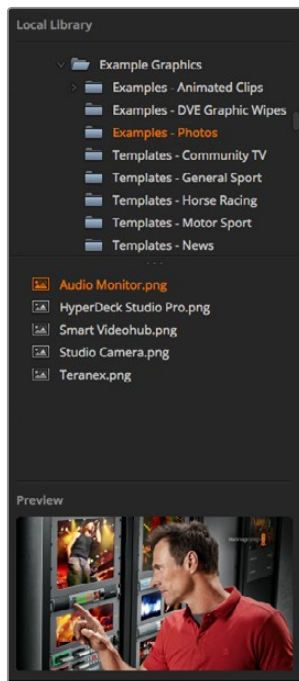 Local Library
Example Graphics
Examples - Animated Clips
Examples - DVE Graphic Wipes
Examples - Photos
Templates - Community TV
Templates - General Sport
Templates - Horse Racing
Templates - Motor Sport
Templates - News
Audio Monitor.png
HyperDeck Studio Pro.png
Smart Videohub.png
Studio Camera.png
Teranex.png
Preview